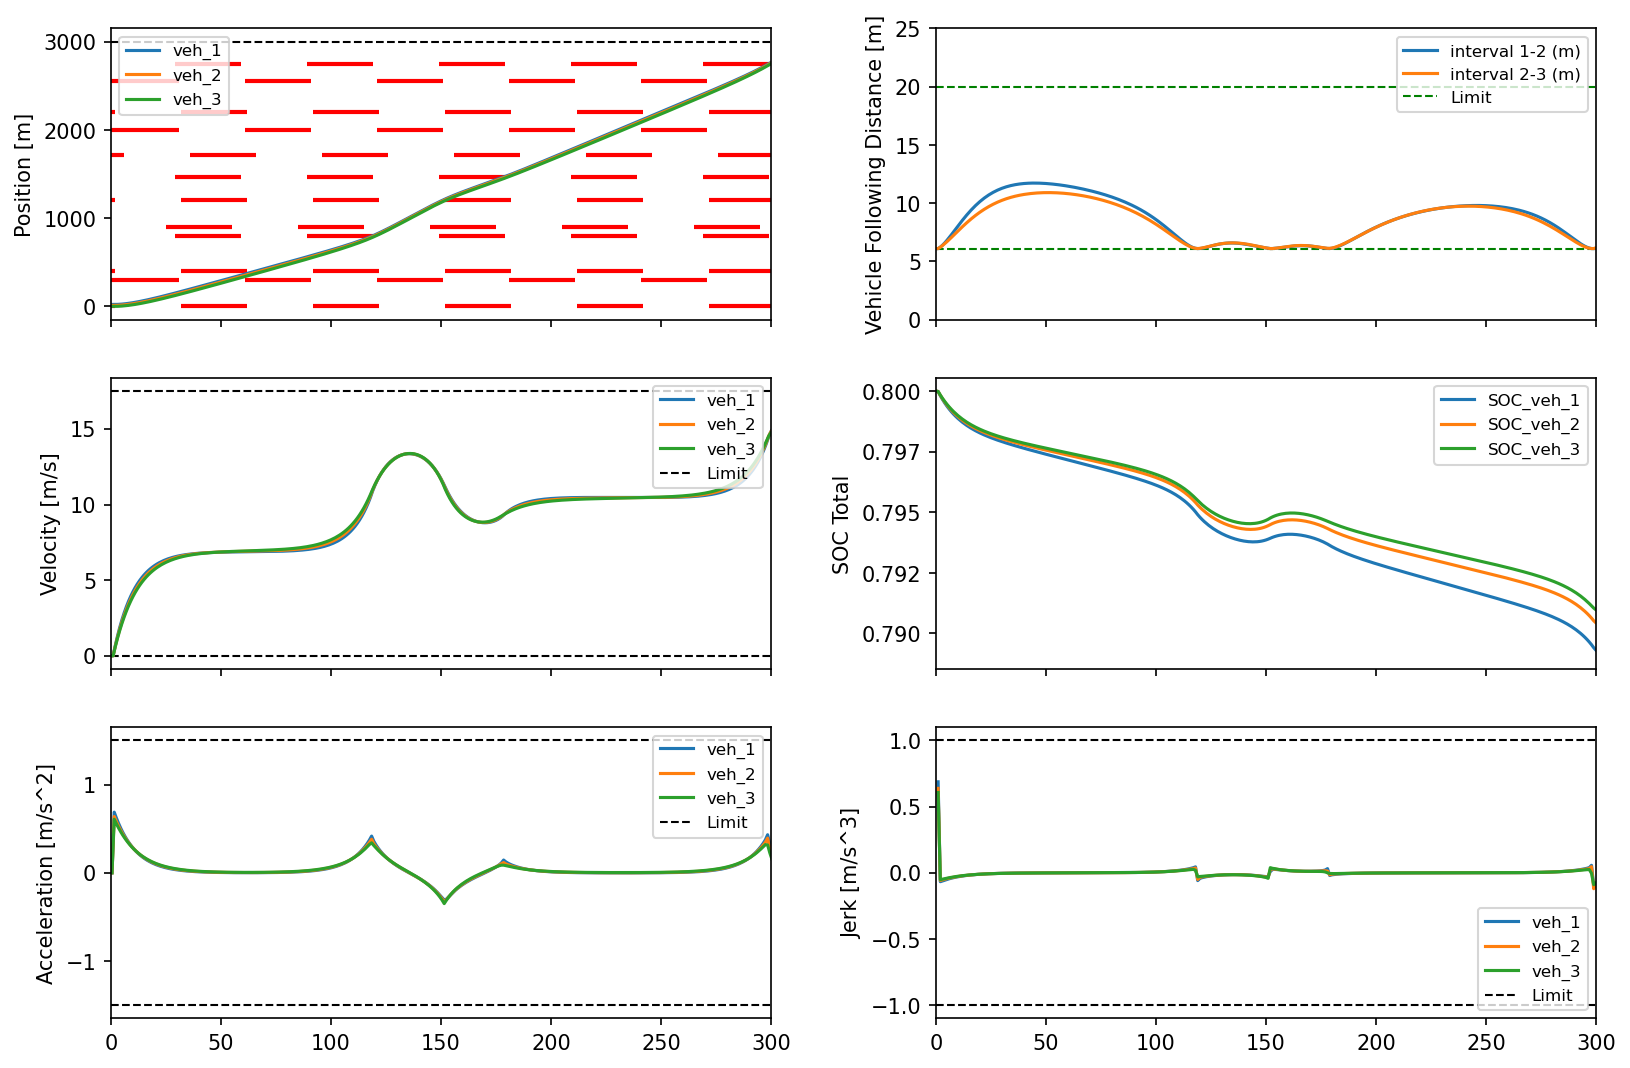 Position [m]
3000
2000
1000
0
veh_1
veh_2
veh_3
Vehicle Following Distance [m]
25
20
15
10
5
0
interval 1-2 (m)
interval 2-3 (m)
Limit
Velocity [m/s]
15
10
5
0
veh_1
veh_2
veh_3
Limit
SOC Total
0.800
0.797
0.795
0.792
0.790
SOC_veh_1
SOC_veh_2
SOC_veh_3
Acceleration [m/s^2]
1
0
−1
veh_1
veh_2
veh_3
Limit
0 50 100 150 200 250 300
Jerk [m/s^3]
1.0
0.5
0.0
−0.5
−1.0
veh_1
veh_2
veh_3
Limit
0 50 100 150 200 250 300